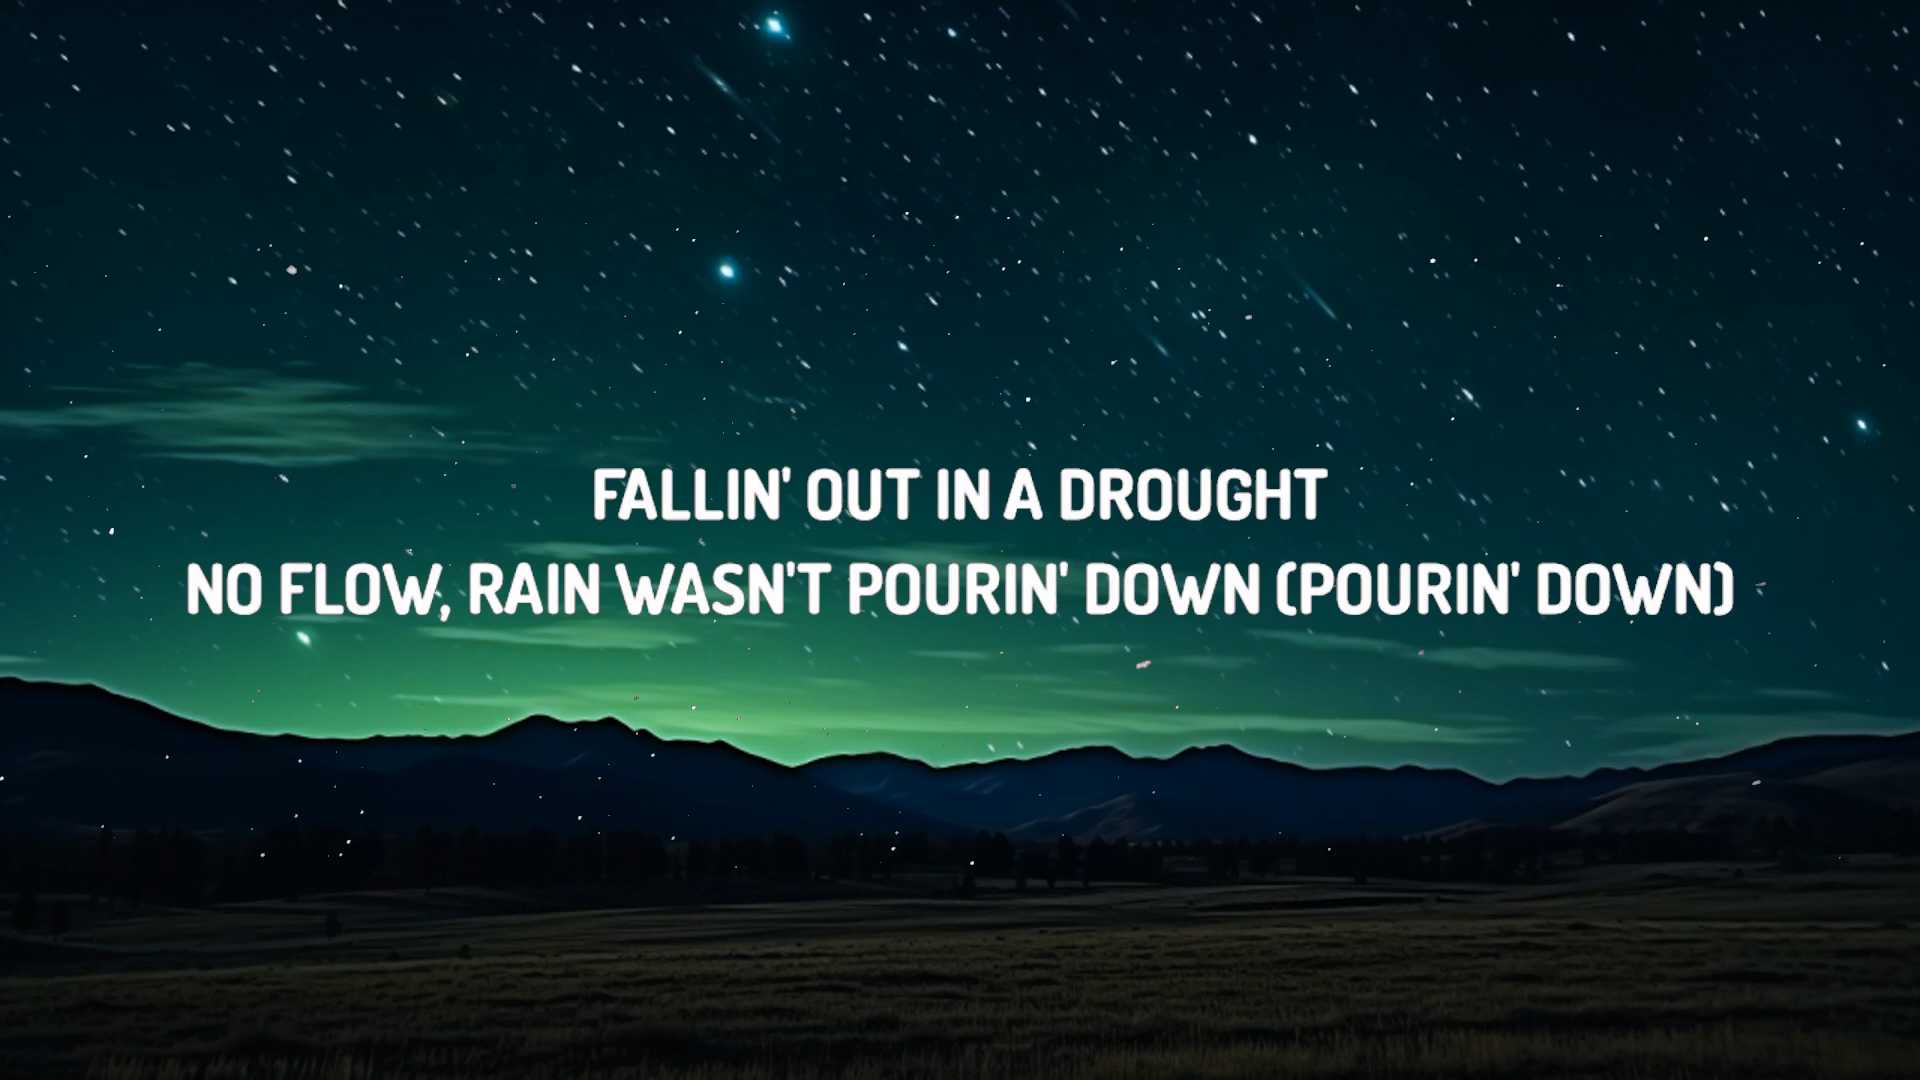 FALLIN' OUT IN A DROUGHT
NO FLOW, RAIN WASN'T POURIN' DOWN (POURIN' DOWN)